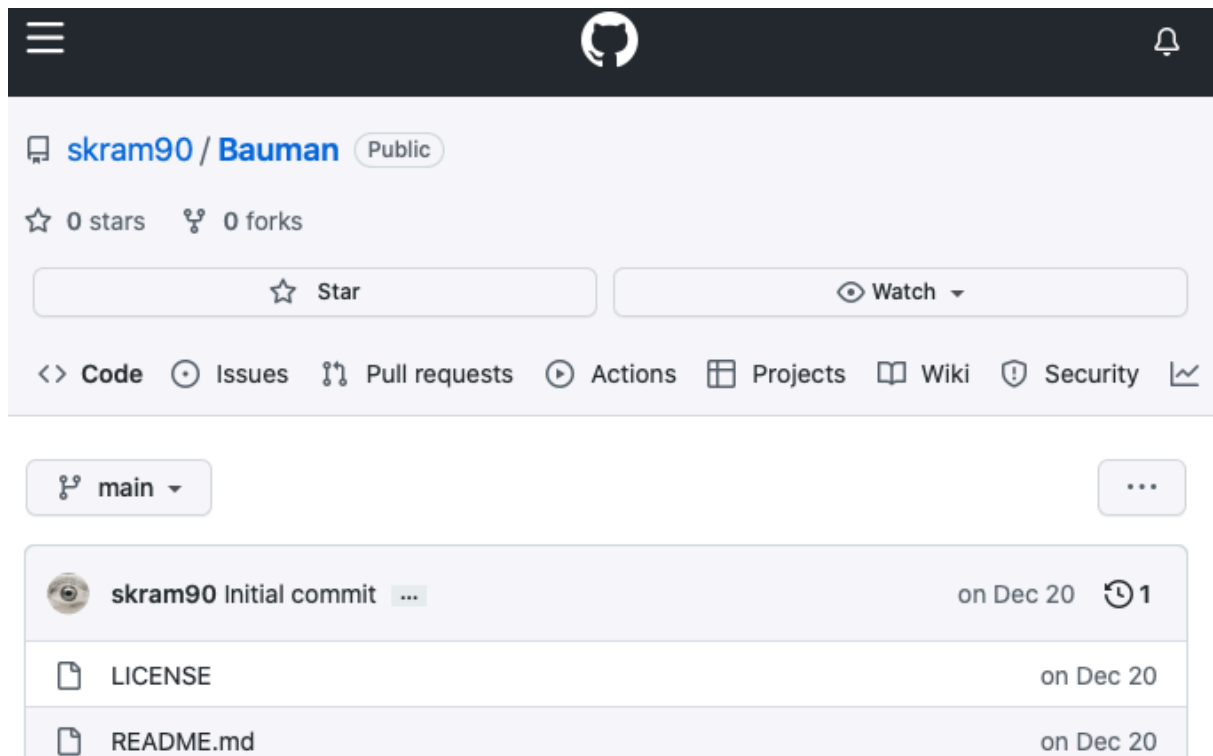 skram90 / Bauman Public
0 stars 0 forks
Star Watch
Code Issues Pull requests Actions Projects Wiki Security
main
skram90 Initial commit ... on Dec 20 1
LICENSE on Dec 20
README.md on Dec 20